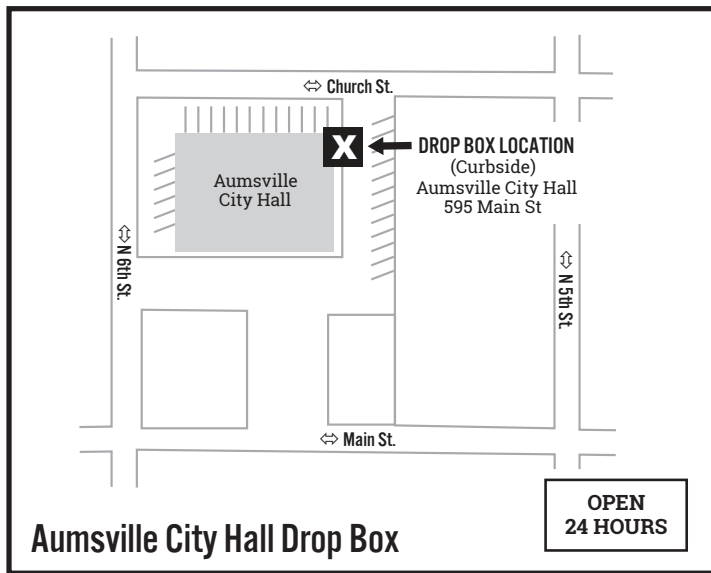 Church St.
X
DROP BOX LOCATION
(Curbside)
Aumsville City Hall
595 Main St
Aumsville
City Hall
N 6th St.
N 5th St.
Main St.
OPEN
24 HOURS
Aumsville City Hall Drop Box